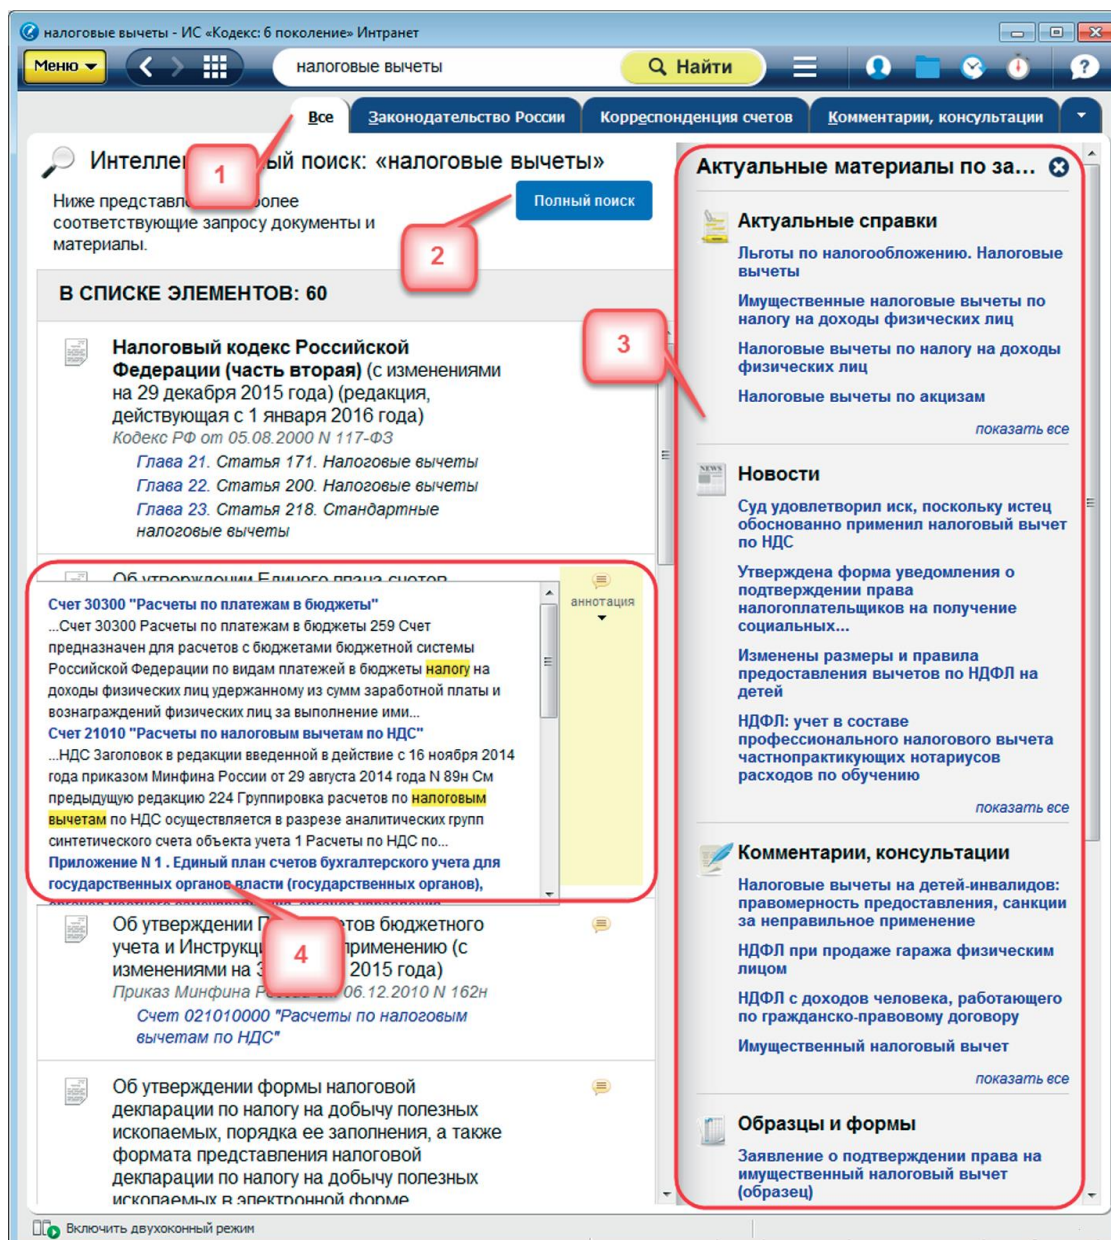 налоговые вычеты - ИС «Кодекс: 6 поколение» Интранет
Меню
налоговые вычеты
Найти
?
Все
Законодательство России
Корреспонденция счетов
Комментарии, консультации
1
Интелле ый поиск: «налоговые вычеты»
Ниже
соответствующие запросу документы и
материалы.
Полный поиск
2
В СПИСКЕ ЭЛЕМЕНТОВ: 60
Налоговый кодекс Российской
Федерации (часть вторая) (с изменениями
на 29 декабря 2015 года) (редакция,
действующая с 1 января 2016 года)
Кодекс РФ от 05.08.2000 N 117-ФЗ
Глава 21. Статья 171. Налоговые вычеты
Глава 22. Статья 200. Налоговые вычеты
Глава 23. Статья 218. Стандартные
налоговые вычеты
Об утверждении Единого плана счетов
аннотация
Счет 30300 "Расчеты по платежам в бюджеты"
...Счет 30300 Расчеты по платежам в бюджеты 259 Счет
предназначен для расчетов с бюджетами бюджетной системы
Российской Федерации по видам платежей в бюджеты налогу на
доходы физических лиц удержанному из сумм заработной платы и
вознаграждений физических лиц за выполнение ими...
Счет 21010 "Расчеты по налоговым вычетам по НДС"
...НДС Заголовок в редакции введенной в действие с 16 ноября 2014
года приказом Минфина России от 29 августа 2014 года N 89н См
предыдущую редакцию 224 Группировка расчетов по налоговым
вычетам по НДС осуществляется в разрезе аналитических групп
синтетического счета объекта учета 1 Расчеты по НДС по...
Приложение N 1 . Единый план счетов бухгалтерского учета для
государственных органов власти (государственных органов),
4
Об утверждении П тов бюджетного
учета и Инструкци применению (с
изменениями на 3 2015 года)
Приказ Минфина 06.12.2010 N 162н
Счет 021010000 "Расчеты по налоговым
вычетам по НДС"
Об утверждении формы налоговой
декларации по налогу на добычу полезных
ископаемых, порядка ее заполнения, а также
формата представления налоговой
декларации по налогу на добычу полезных
ископаемых в электронной форме
3
Актуальные материалы по за...
Актуальные справки
Льготы по налогообложению. Налоговые
вычеты
Имущественные налоговые вычеты по
налогу на доходы физических лиц
Налоговые вычеты по налогу на доходы
физических лиц
Налоговые вычеты по акцизам
показать все
NEWS
Новости
Суд удовлетворил иск, поскольку истец
обоснованно применил налоговый вычет
по НДС
Утверждена форма уведомления о
подтверждении права
налогоплательщиков на получение
социальных...
Изменены размеры и правила
предоставления вычетов по НДФЛ на
детей
НДФЛ: учет в составе
профессионального налогового вычета
частнопрактикующих нотариусов
расходов по обучению
показать все
Комментарии, консультации
Налоговые вычеты на детей-инвалидов:
правомерность предоставления, санкции
за неправильное применение
НДФЛ при продаже гаража физическим
лицом
НДФЛ с доходов человека, работающего
по гражданско-правовому договору
Имущественный налоговый вычет
показать все
Образцы и формы
Заявление о подтверждении права на
имущественный налоговый вычет
(образец)
Включить двухоконный режим